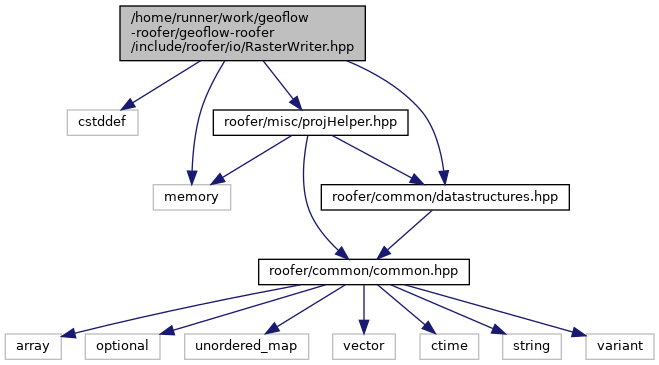 /home/runner/work/geoflow
-roofer/geoflow-roofer
/include/roofer/io/RasterWriter.hpp
cstddef
roofer/misc/projHelper.hpp
memory
roofer/common/datastructures.hpp
roofer/common/common.hpp
array
optional
unordered_map
vector
ctime
string
variant